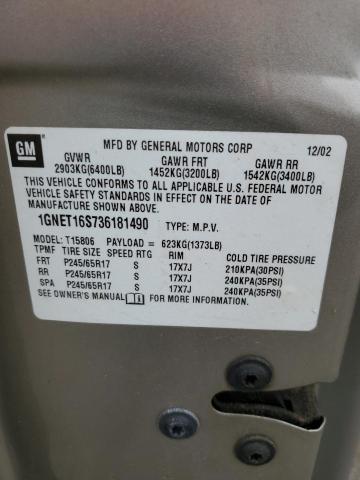 GM
MFD BY GENERAL MOTORS CORP 12/02
GVWR GAWR FRT GAWR RR
2903KG(6400LB) 1452KG(3200LB) 1542KG(3400LB)
THIS VEHICLE CONFORMS TO ALL APPLICABLE U.S. FEDERAL MOTOR
VEHICLE SAFETY STANDARDS IN EFFECT ON THE DATE OF
MANUFACTURE SHOWN ABOVE.
1GNET16S736181490 TYPE: M.P.V.
MODEL: T15806 PAYLOAD = 623KG(1373LB)
TPMF TIRE SIZE SPEED RTG RIM COLD TIRE PRESSURE
FRT P245/65R17 S 17X7J 210KPA(30PSI)
RR P245/65R17 S 17X7J 240KPA(35PSI)
SPA P245/65R17 S 17X7J 240KPA(35PSI)
SEE OWNER'S MANUAL FOR MORE INFORMATION.